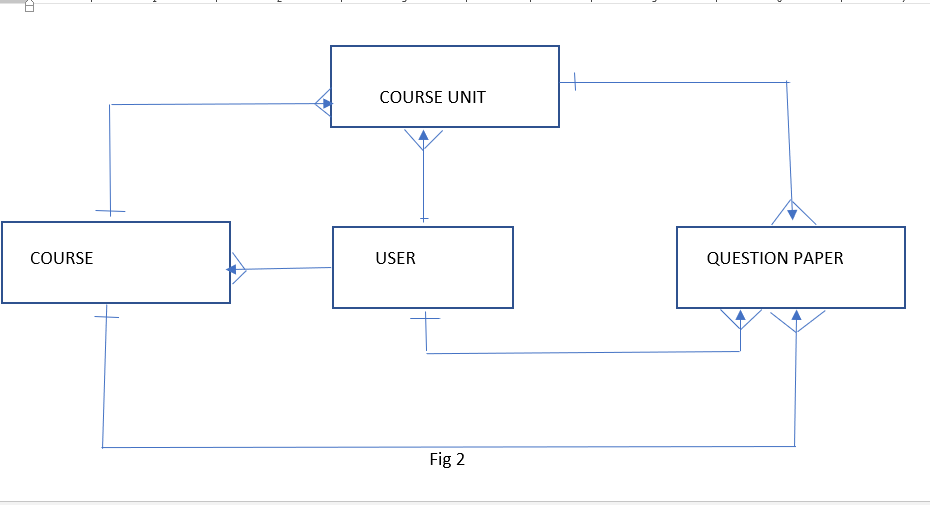 COURSE UNIT
COURSE
USER
QUESTION PAPER
Fig 2